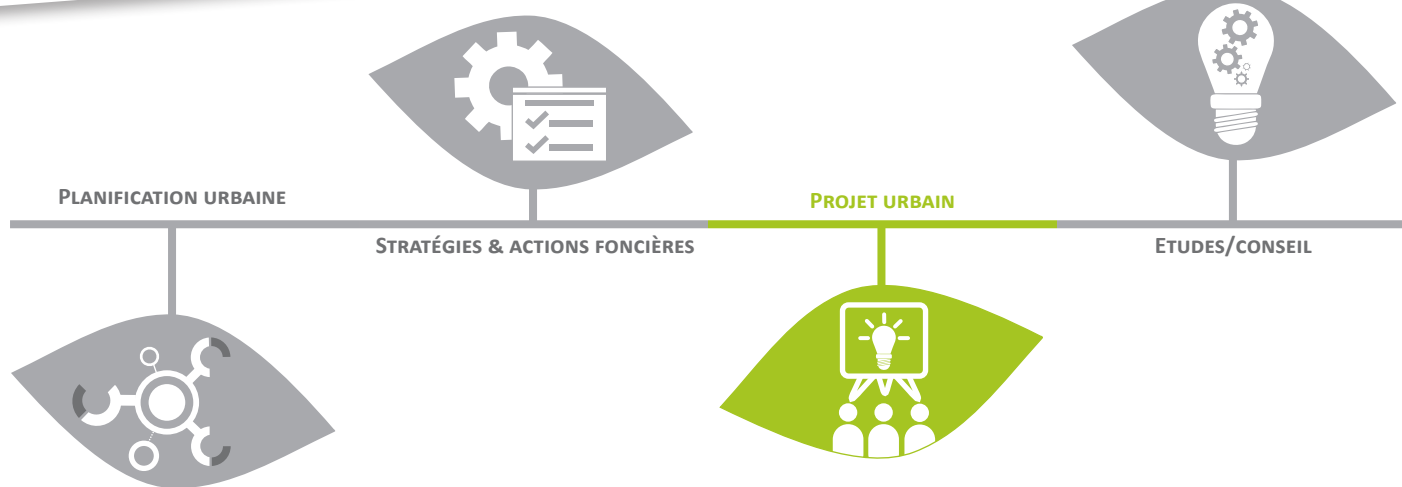 Planification urbaine
Stratégies & actions foncières
Projet urbain
Etudes/conseil